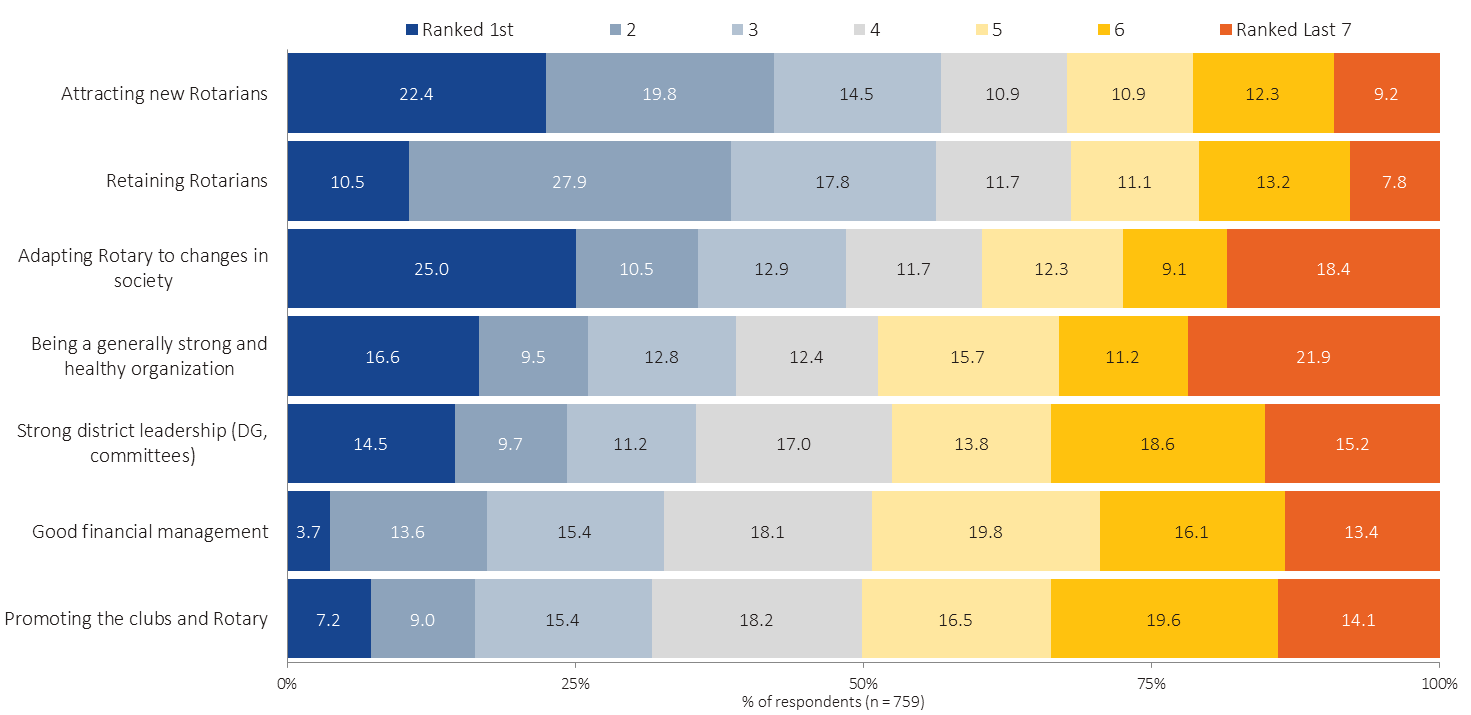 Ranked 1st 2 3 4 5 6 Ranked Last 7
Attracting new Rotarians 22.4 19.8 14.5 10.9 10.9 12.3 9.2
Retaining Rotarians 10.5 27.9 17.8 11.7 11.1 13.2 7.8
Adapting Rotary to changes in
society
25.0 10.5 12.9 11.7 12.3 9.1 18.4
Being a generally strong and
healthy organization
16.6 9.5 12.8 12.4 15.7 11.2 21.9
Strong district leadership (DG,
committees)
14.5 9.7 11.2 17.0 13.8 18.6 15.2
Good financial management 3.7 13.6 15.4 18.1 19.8 16.1 13.4
Promoting the clubs and Rotary 7.2 9.0 15.4 18.2 16.5 19.6 14.1
0% 25% 50% 75% 100%
% of respondents (n = 759)